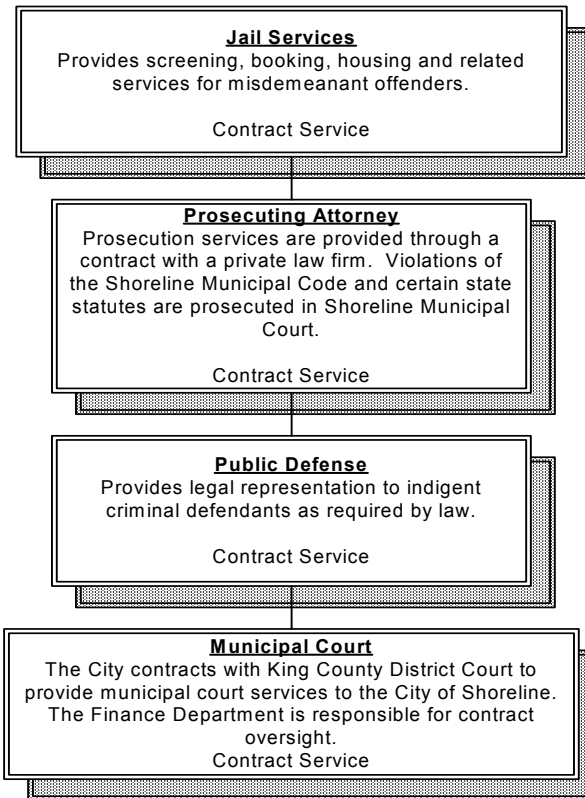 Jail Services
Provides screening, booking, housing and related
services for misdemeanant offenders.
Contract Service
Prosecuting Attorney
Prosecution services are provided through a
contract with a private law firm. Violations of
the Shoreline Municipal Code and certain state
statutes are prosecuted in Shoreline Municipal
Court.
Contract Service
Public Defense
Provides legal representation to indigent
criminal defendants as required by law.
Contract Service
Municipal Court
The City contracts with King County District Court to
provide municipal court services to the City of Shoreline.
The Finance Department is responsible for contract
oversight.
Contract Service